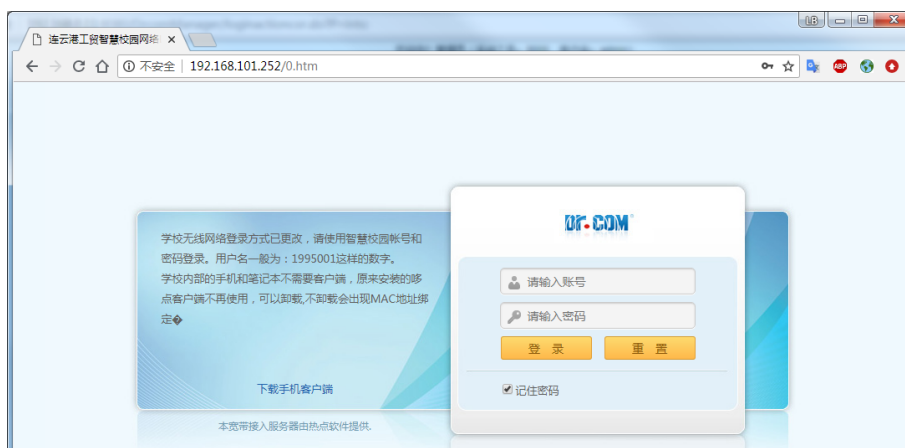 LB
连云港工贸智慧校园网络
不安全 | 192.168.101.252/0.htm
ABP
Dr.COM
学校无线网络登录方式已更改，请使用智慧校园帐号和
密码登录。用户名一般为：1995001这样的数字。
学校内部的手机和笔记本不需要客户端，原来安装的哆
点客户端不再使用，可以卸载,不卸载会出现MAC地址绑
定�
请输入账号
请输入密码
登 录
重 置
下载手机客户端
记住密码
本宽带接入服务器由热点软件提供.